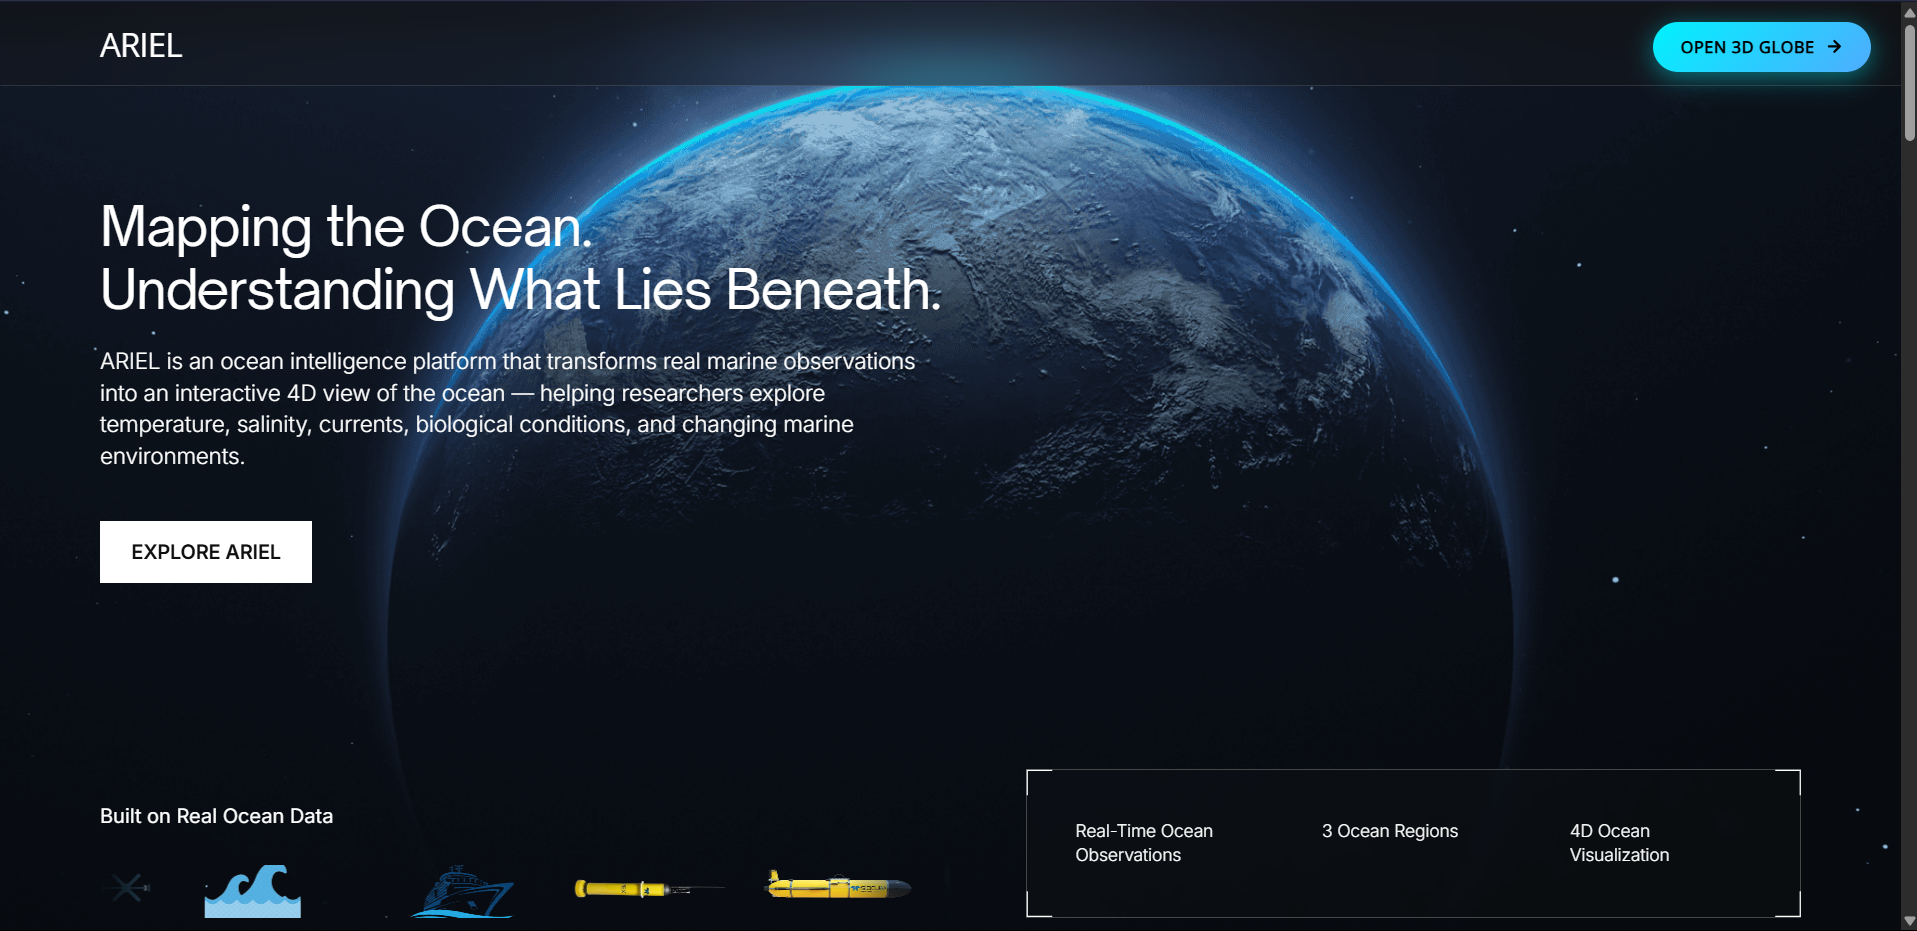 ARIEL
OPEN 3D GLOBE
Mapping the Ocean.
Understanding What Lies Beneath.
ARIEL is an ocean intelligence platform that transforms real marine observations
into an interactive 4D view of the ocean — helping researchers explore
temperature, salinity, currents, biological conditions, and changing marine
environments.
EXPLORE ARIEL
Built on Real Ocean Data
Real-Time Ocean
Observations
3 Ocean Regions
4D Ocean
Visualization